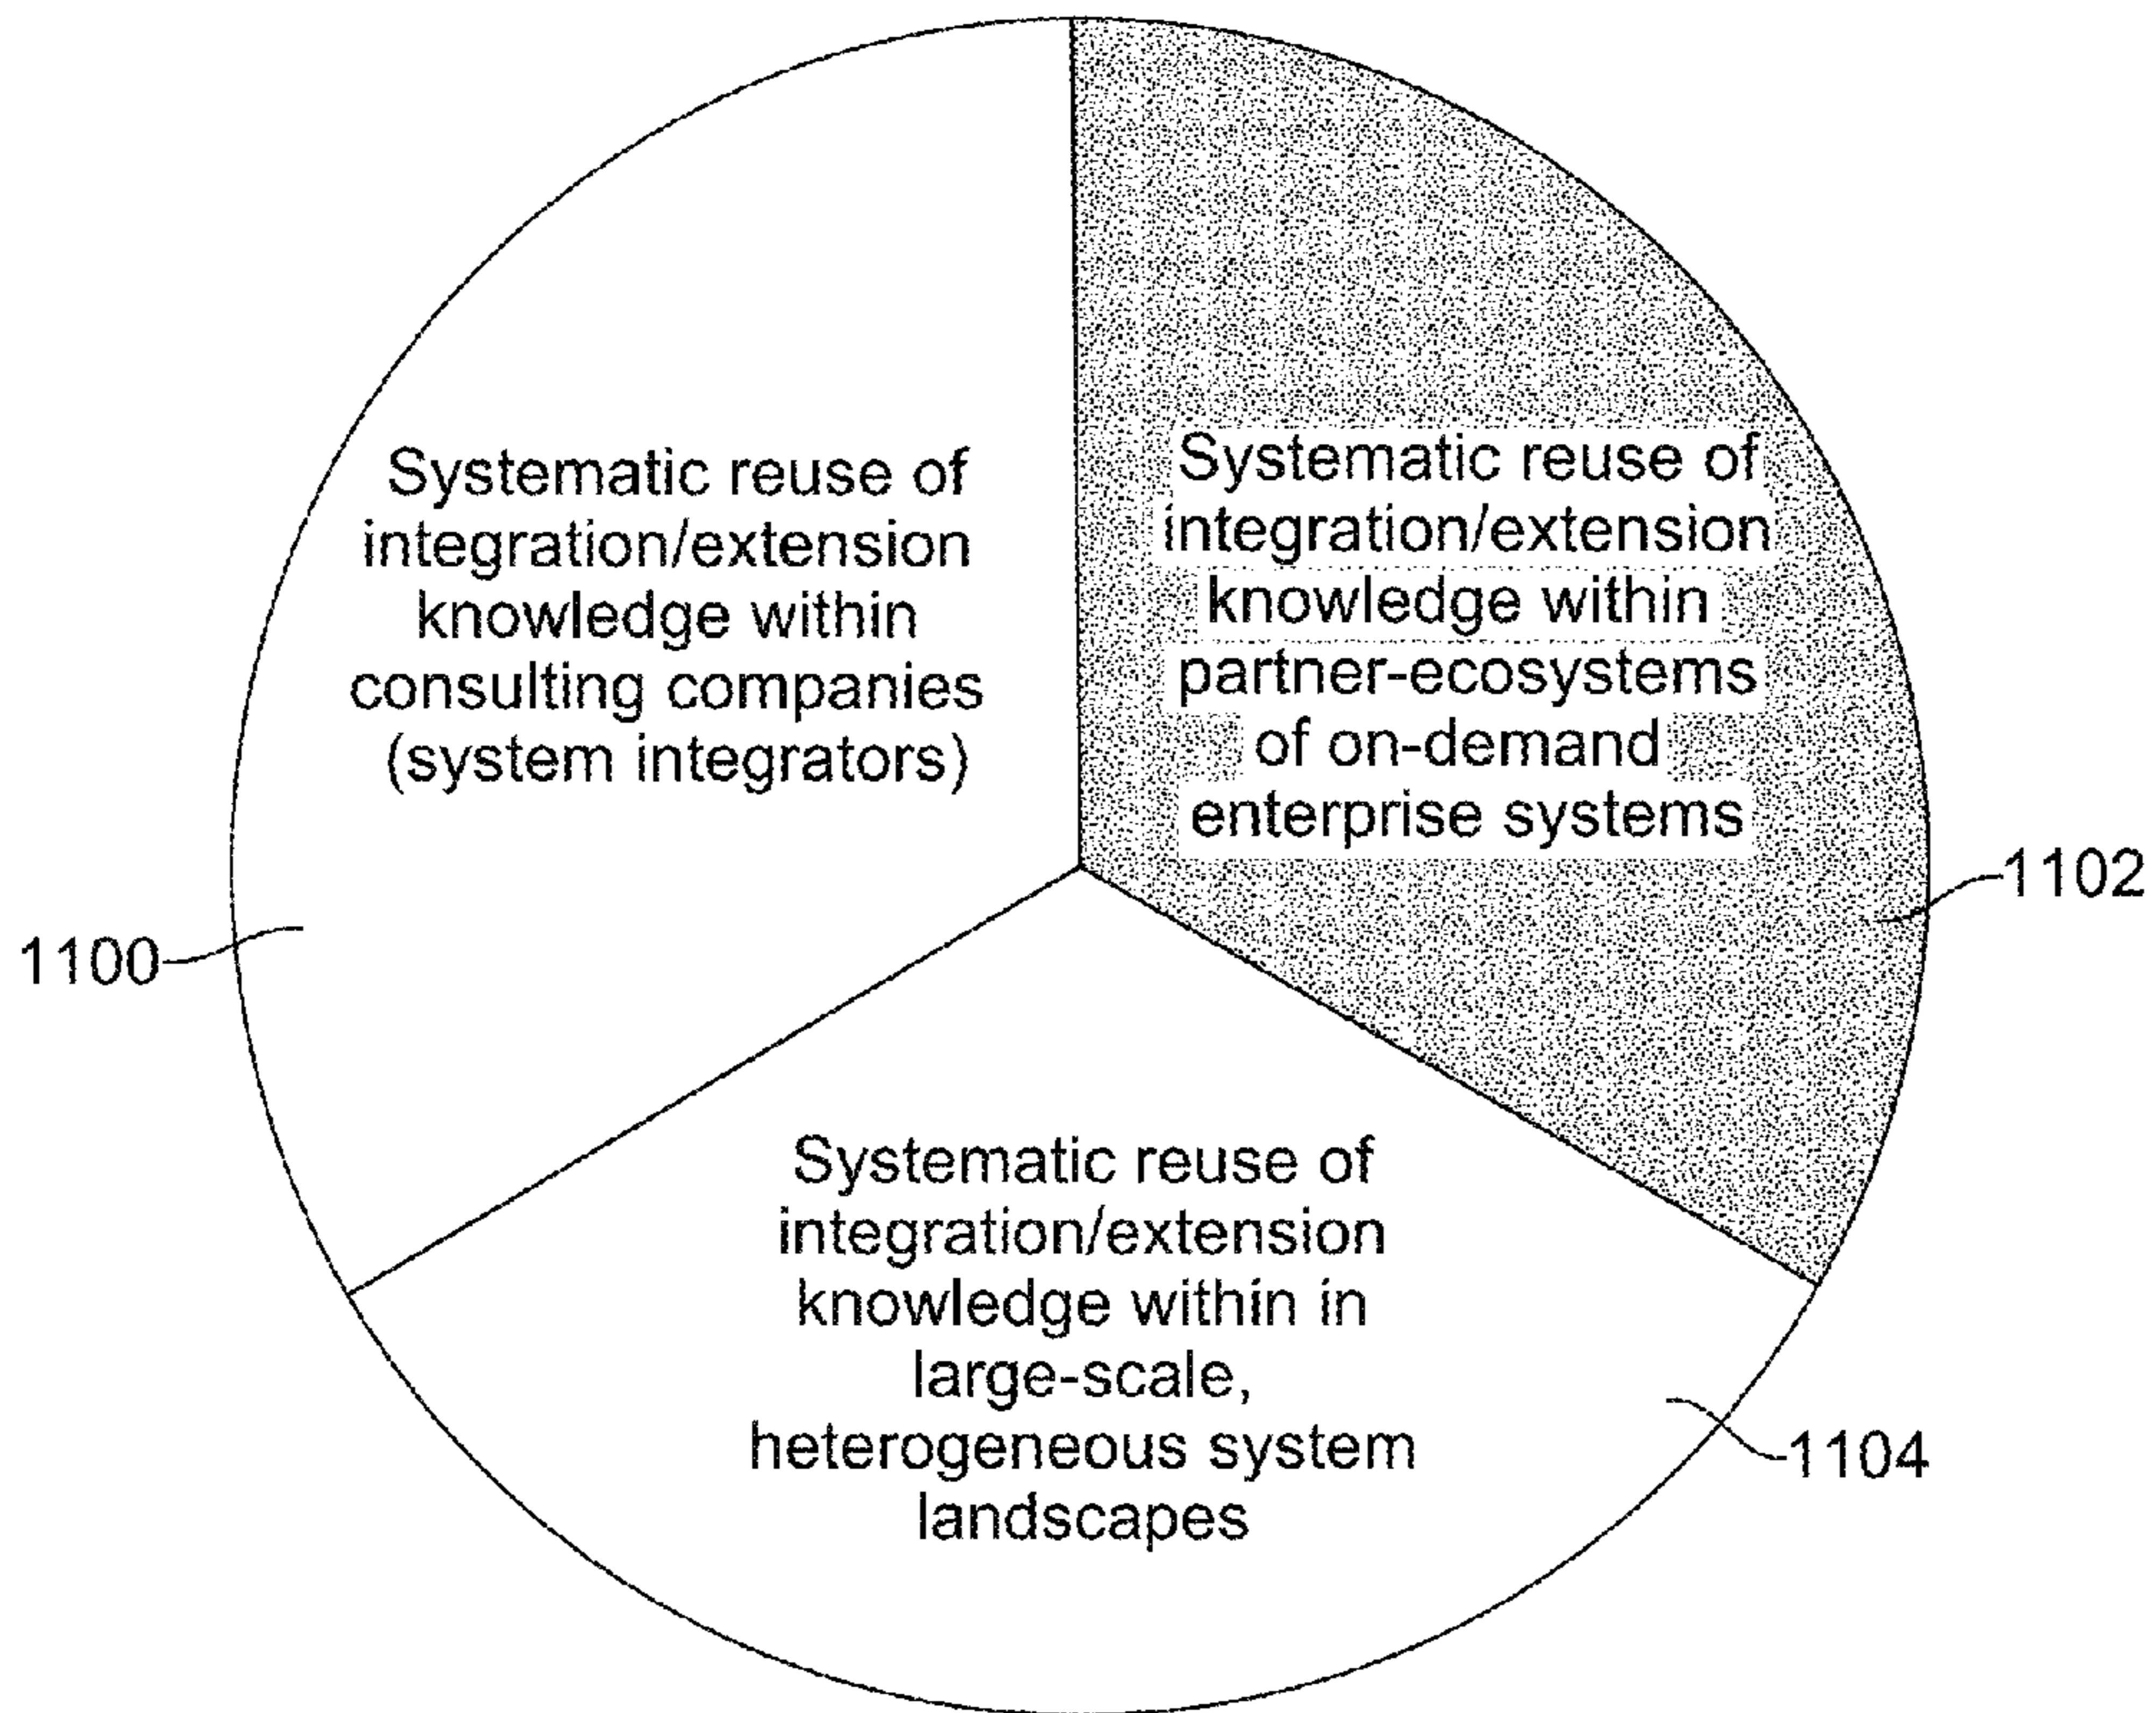 Systematic reuse of
integration/extension
knowledge within
consulting companies
(system integrators)
Systematic reuse of
integration/extension
knowledge within
partner-ecosystems
of on-demand
enterprise systems
1102
1100
Systematic reuse of
integration/extension
knowledge within in
large-scale,
heterogeneous system
landscapes
1104